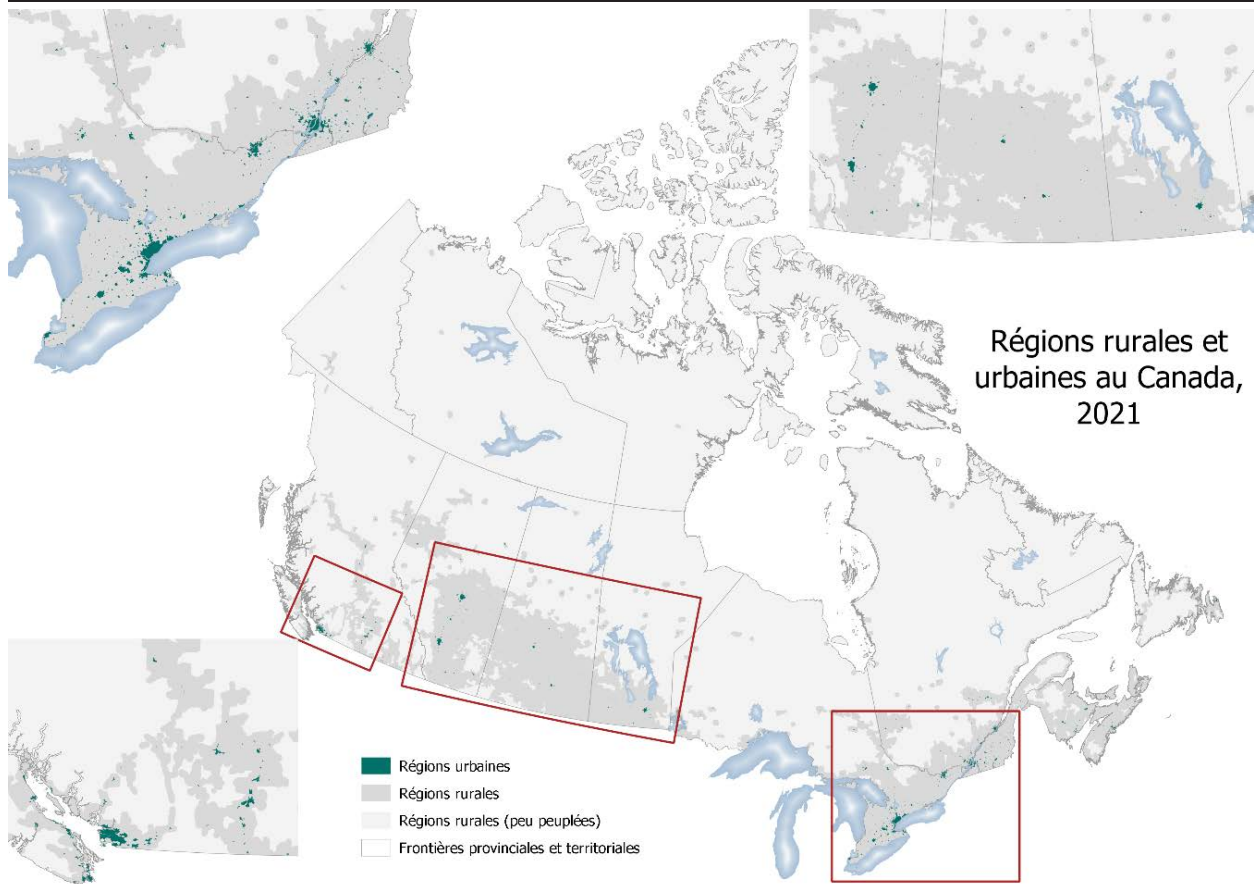 Régions rurales et
urbaines au Canada,
2021
Régions urbaines
Régions rurales
Régions rurales (peu peuplées)
Frontières provinciales et territoriales